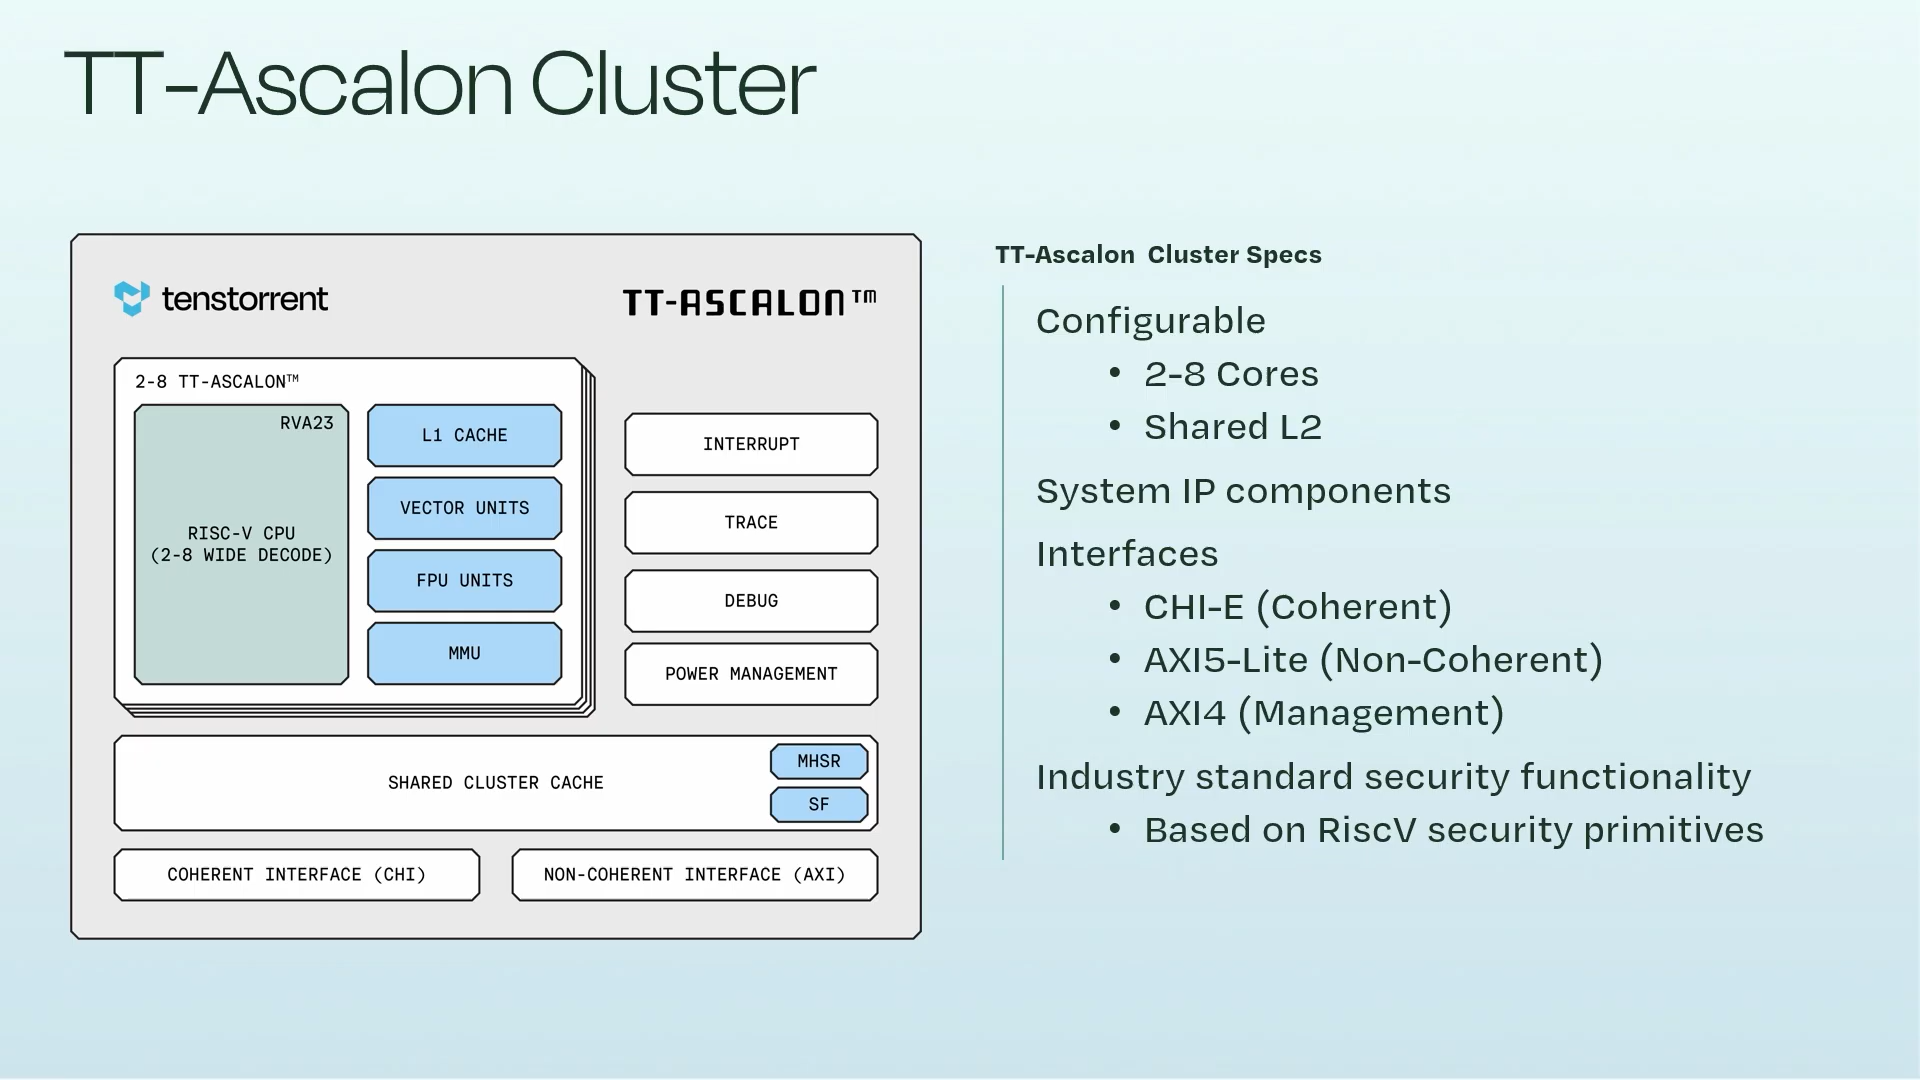 TT-Ascalon Cluster
tenstorrent
TT-ASCALON™
2-8 TT-ASCALON™
RVA23
RISC-V CPU
(2-8 WIDE DECODE)
L1 CACHE
VECTOR UNITS
FPU UNITS
MMU
INTERRUPT
TRACE
DEBUG
POWER MANAGEMENT
SHARED CLUSTER CACHE
MHSR
SF
COHERENT INTERFACE (CHI)
NON-COHERENT INTERFACE (AXI)
TT-Ascalon Cluster Specs
Configurable
• 2-8 Cores
• Shared L2
System IP components
Interfaces
• CHI-E (Coherent)
• AXI5-Lite (Non-Coherent)
• AXI4 (Management)
Industry standard security functionality
• Based on RiscV security primitives